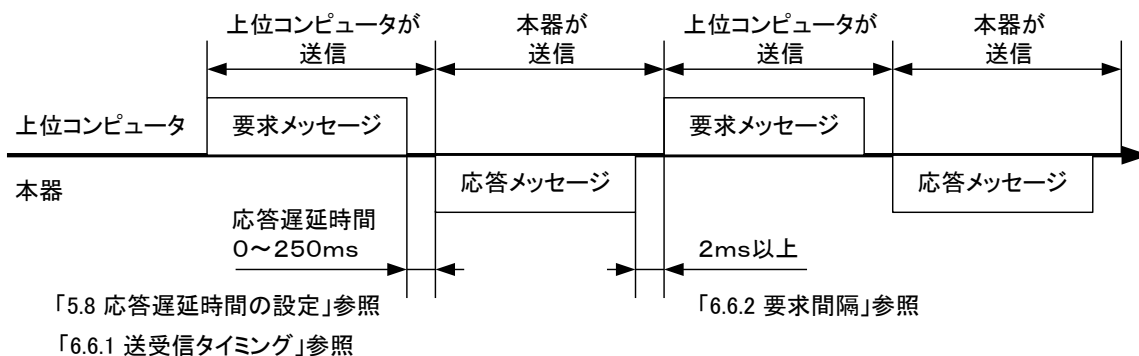 上位コンピュータが
送信
本器が
送信
上位コンピュータが
送信
本器が
送信
上位コンピュータ
要求メッセージ
要求メッセージ
本器
応答メッセージ
応答メッセージ
応答遅延時間
0～250ms
2ms以上
「5.8 応答遅延時間の設定」参照
「6.6.2 要求間隔」参照
「6.6.1 送受信タイミング」参照